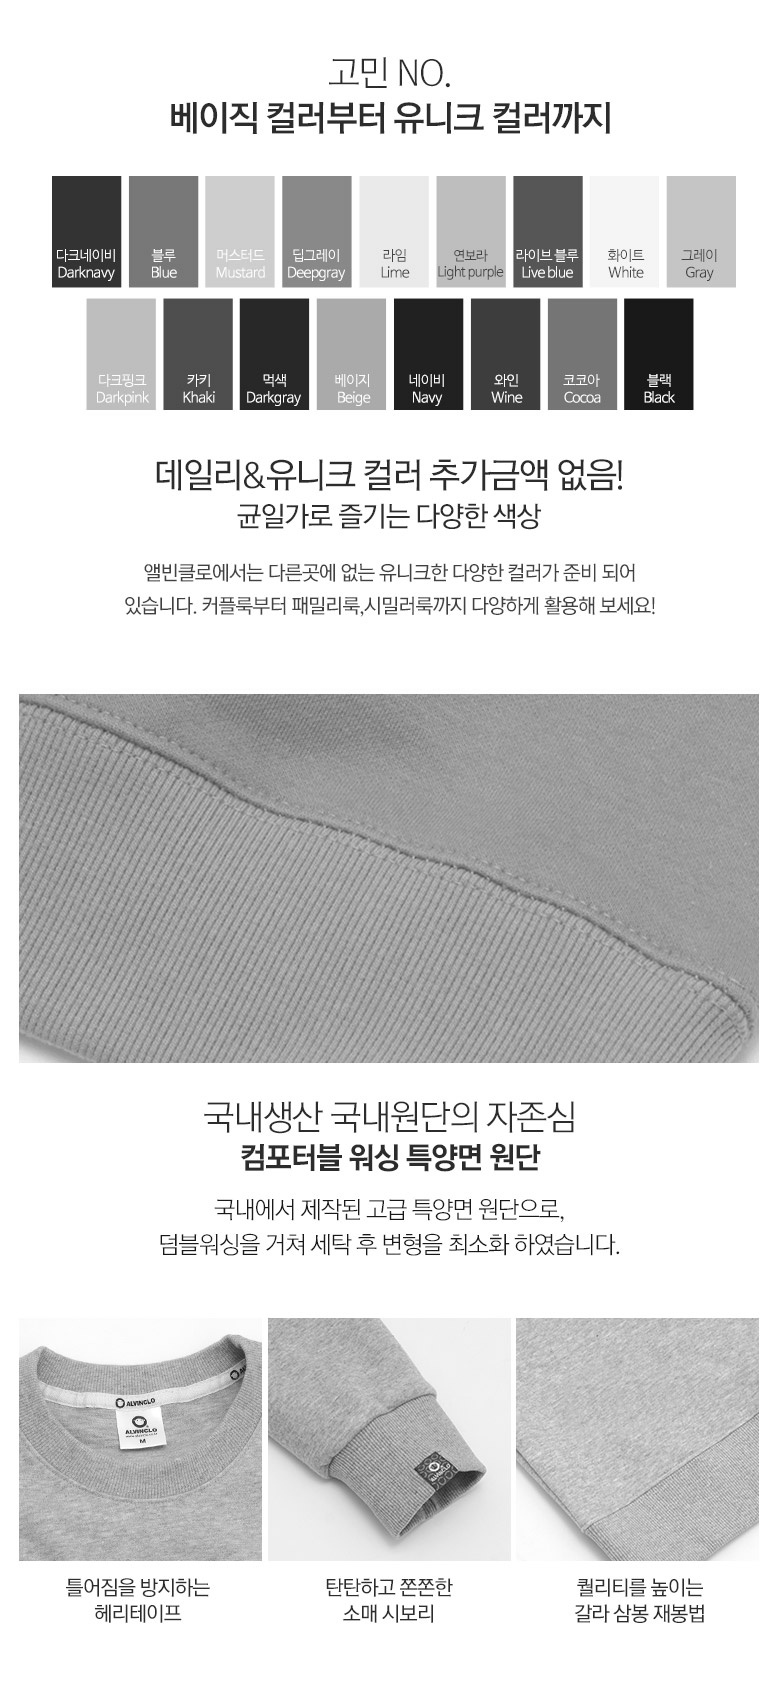 고민 NO.
베이직 컬러부터 유니크 컬러까지
다크네이비
Darknavy
블루
Blue
머스터드
Mustard
딥그레이
Deepgray
라임
Lime
연보라
Light purple
라이브 블루
Live blue
화이트
White
그레이
Gray
다크핑크
Darkpink
카키
Khaki
먹색
Darkgray
베이지
Beige
네이비
Navy
와인
Wine
코코아
Cocoa
블랙
Black
데일리&유니크 컬러 추가금액 없음!
균일가로 즐기는 다양한 색상
앨빈클로에서는 다른곳에 없는 유니크한 다양한 컬러가 준비 되어
있습니다. 커플룩부터 패밀리룩,시밀러룩까지 다양하게 활용해 보세요!
국내생산 국내원단의 자존심
컴포터블 워싱 특양면 원단
국내에서 제작된 고급 특양면 원단으로,
덤블워싱을 거쳐 세탁 후 변형을 최소화 하였습니다.
ALVINCLO
ALVINCLO
M
ALVINCLO
틀어짐을 방지하는
헤리테이프
탄탄하고 쫀쫀한
소매 시보리
퀄리티를 높이는
갈라 삼봉 재봉법